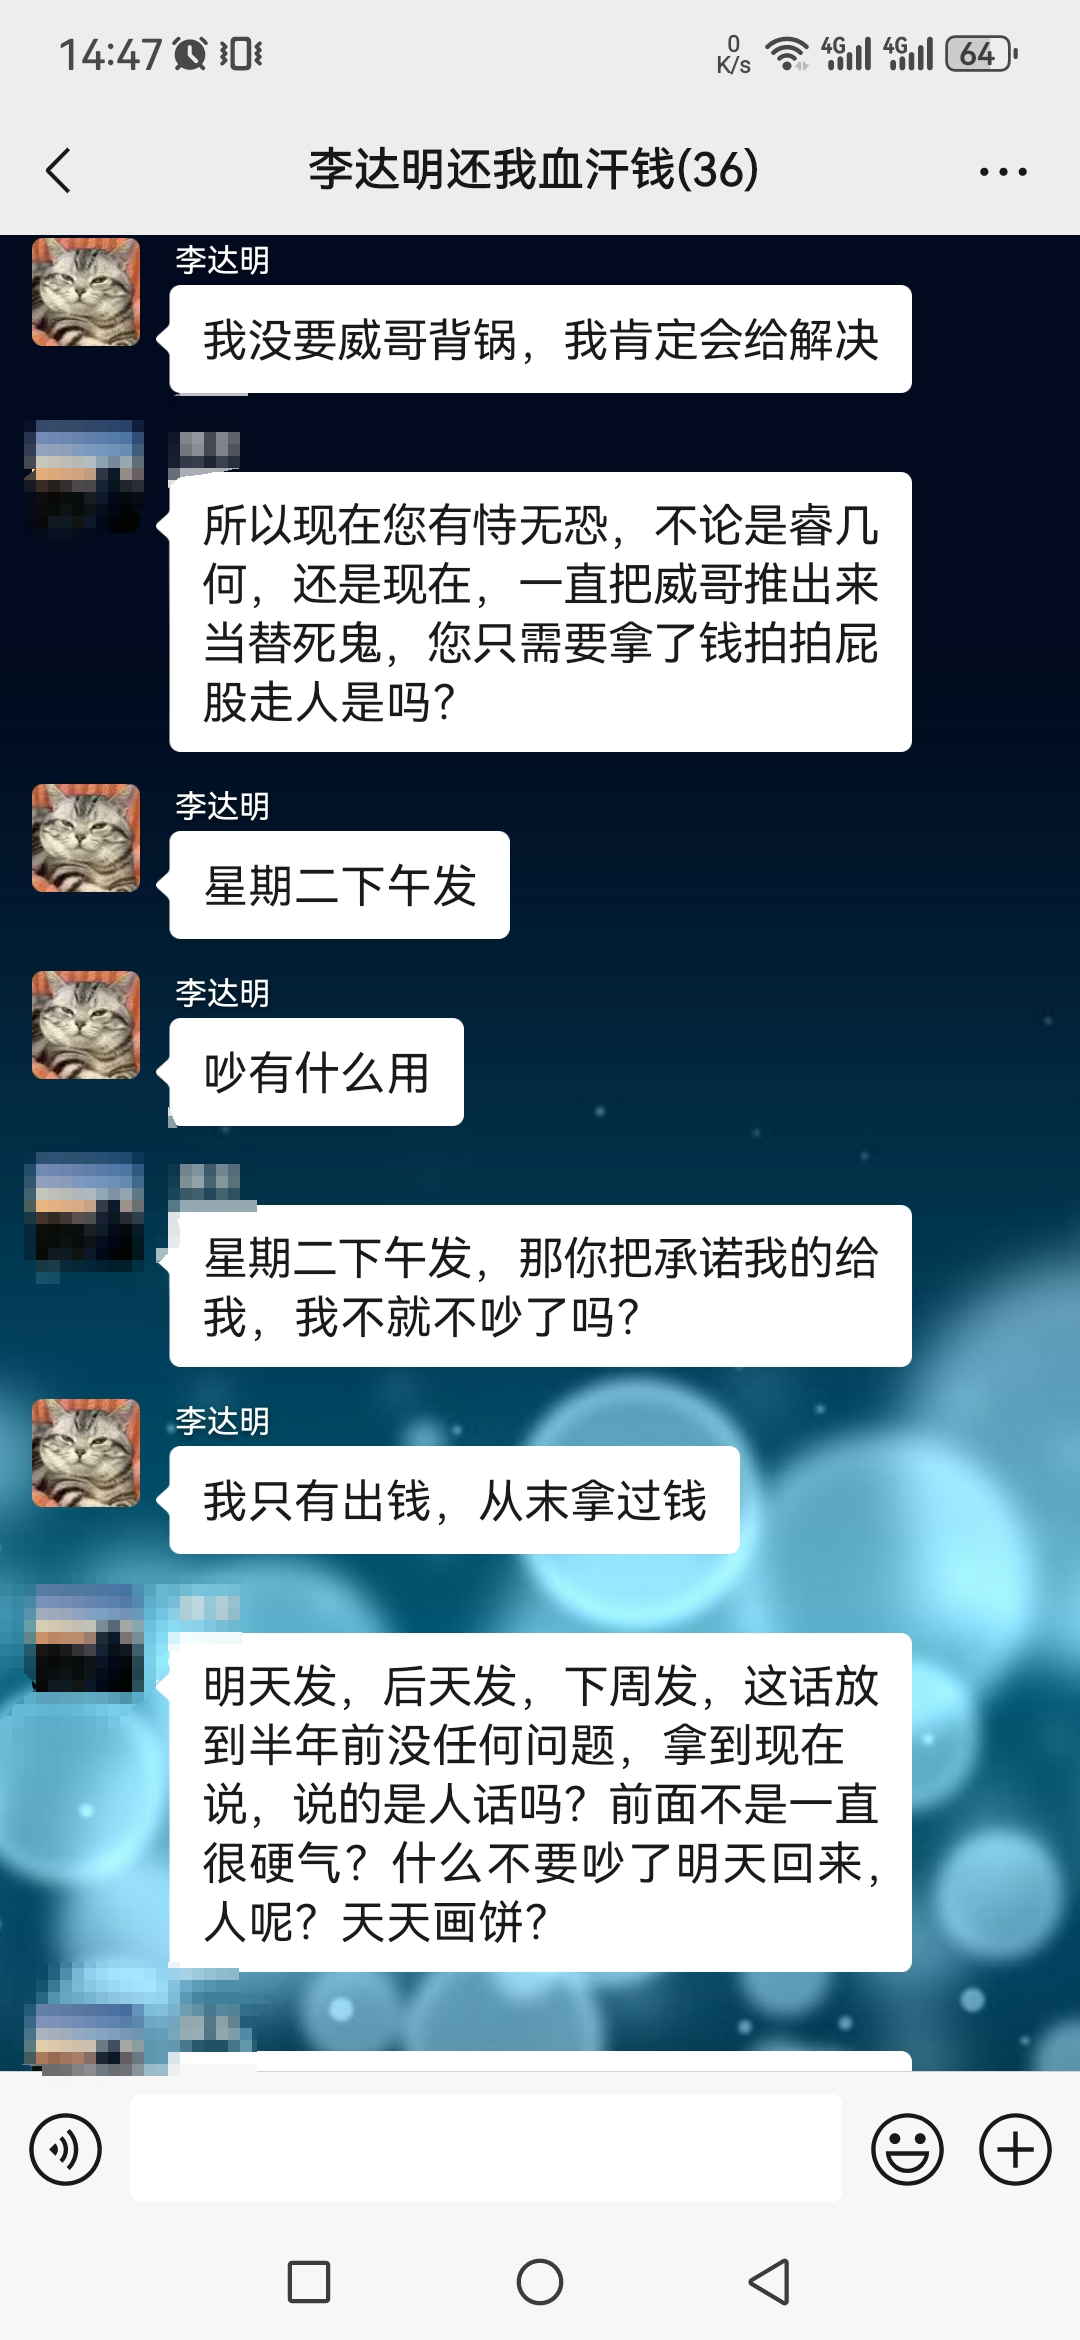 14:47
0
K/s
4G
4G
64
李达明还我血汗钱(36)
李达明
我没要威哥背锅，我肯定会给解决
所以现在您有恃无恐，不论是睿几
何，还是现在，一直把威哥推出来
当替死鬼，您只需要拿了钱拍拍屁
股走人是吗？
李达明
星期二下午发
李达明
吵有什么用
星期二下午发，那你把承诺我的给
我，我不就不吵了吗？
李达明
我只有出钱，从末拿过钱
明天发，后天发，下周发，这话放
到半年前没任何问题，拿到现在
说，说的是人话吗？前面不是一直
很硬气？什么不要吵了明天回来，
人呢？天天画饼？